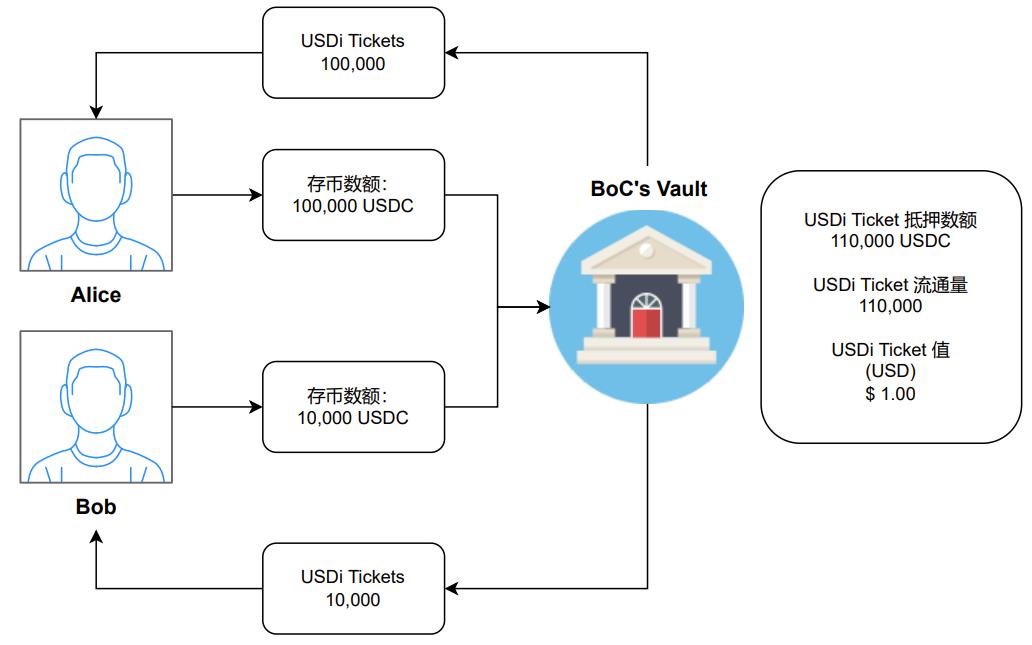 USDi Tickets
100,000
存币数额：
100,000 USDC
Alice
BoC's Vault
USDi Ticket 抵押数额
110,000 USDC
USDi Ticket 流通量
110,000
USDi Ticket 值
(USD)
$ 1.00
存币数额：
10,000 USDC
Bob
USDi Tickets
10,000